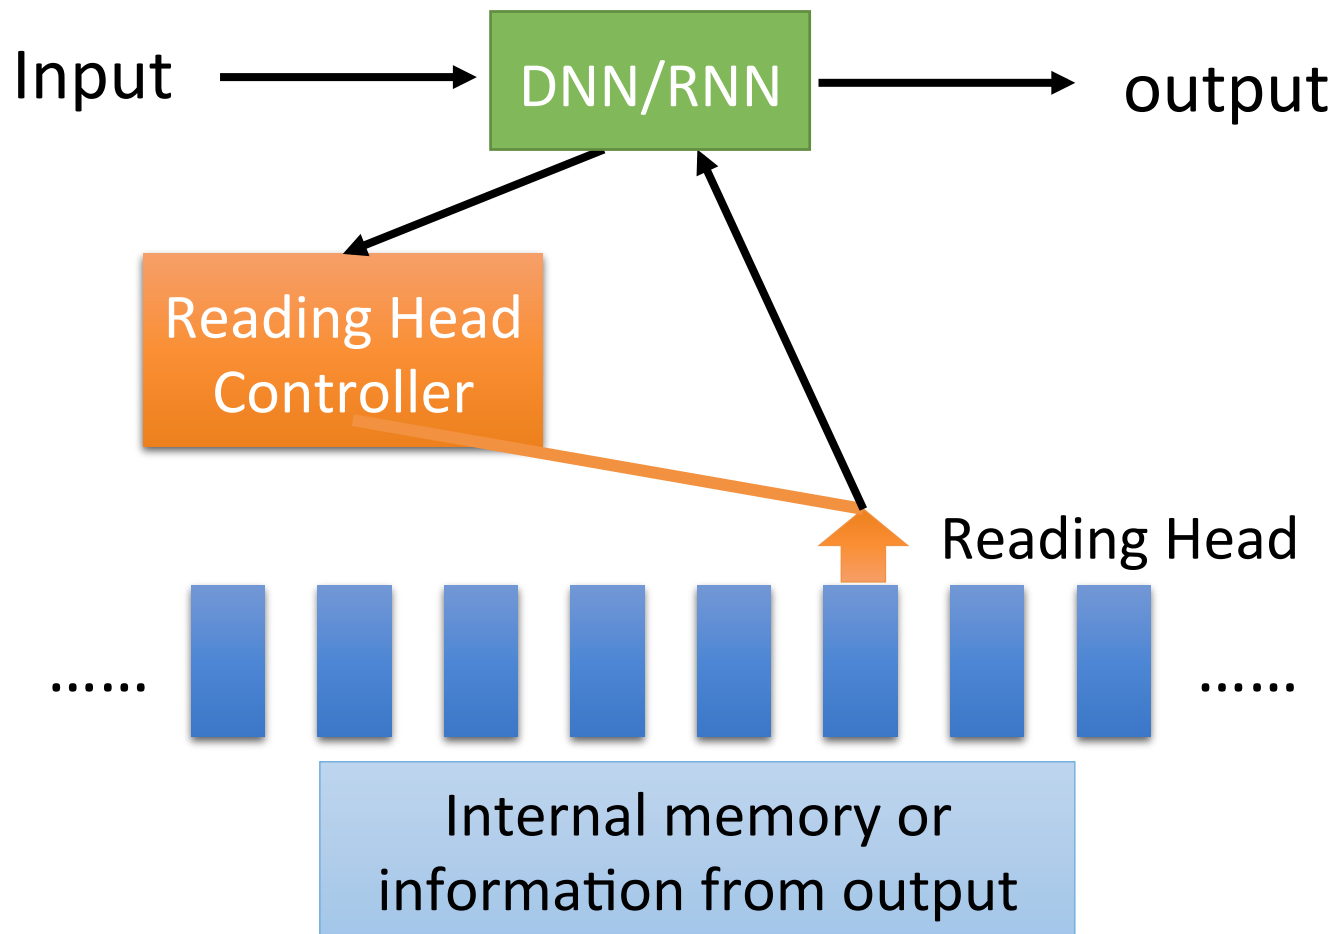 Input
DNN/RNN
output
Reading Head
Controller
Reading Head
……
……
Internal memory or
information from output